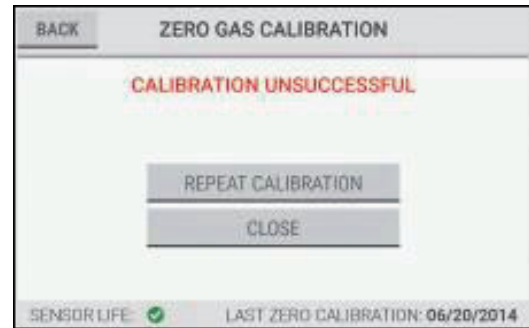 BACK ZERO GAS CALIBRATION
CALIBRATION UNSUCCESSFUL
REPEAT CALIBRATION
CLOSE
SENSOR LIFE: LAST ZERO CALIBRATION: 06/20/2014